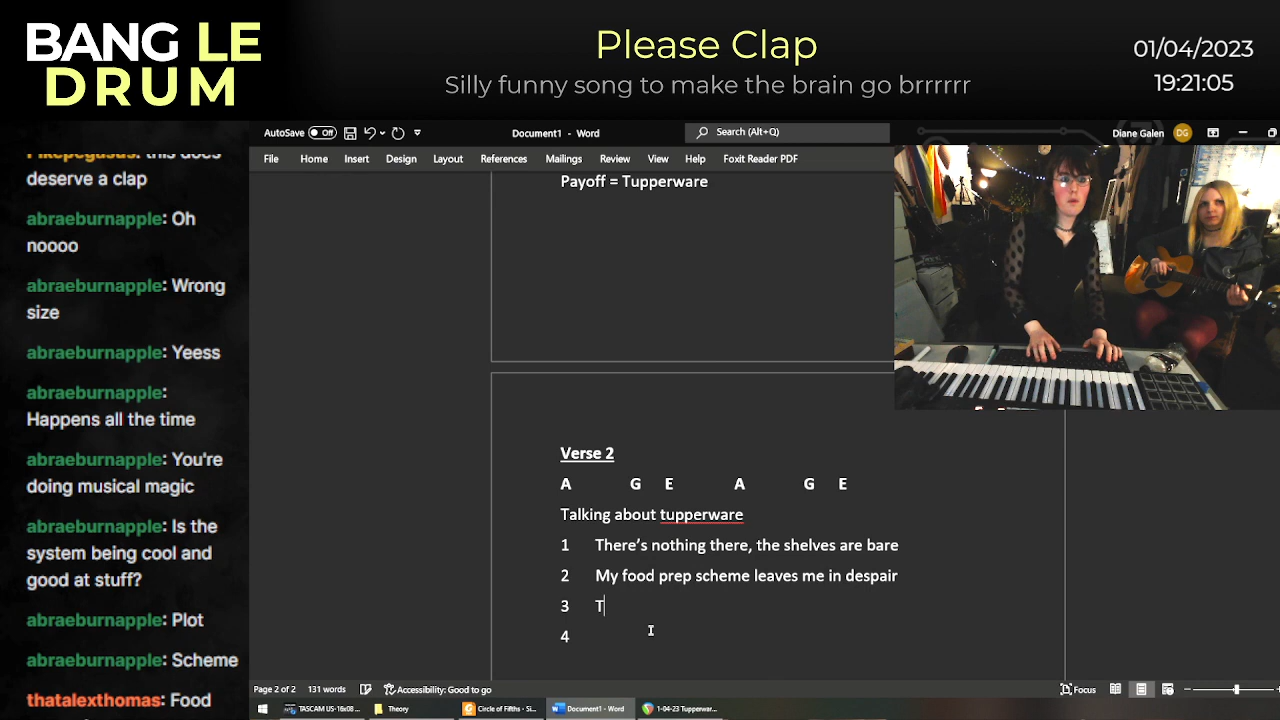 BANG LE
DRUM
Please Clap
Silly funny song to make the brain go brrrrrr
01/04/2023
19:21:05
AutoSave Off
Document1 - Word
Search (Alt+Q)
Diane Galen DG
File Home Insert Design Layout References Mailings Review View Help Foxit Reader PDF
Pikepegasus: this does
deserve a clap
abraeburnapple: Oh
noooo
abraeburnapple: Wrong
size
abraeburnapple: Yeess
abraeburnapple:
Happens all the time
abraeburnapple: You're
doing musical magic
abraeburnapple: Is the
system being cool and
good at stuff?
abraeburnapple: Plot
abraeburnapple: Scheme
thatalexthomas: Food
Payoff = Tupperware
Verse 2
A G E A G E
Talking about tupperware
1 There's nothing there, the shelves are bare
2 My food prep scheme leaves me in despair
3 T
4
Page 2 of 2 131 words Accessibility: Good to go Focus
TASCAM US-16x08 ... Theory Circle of Fifths - Si... Document1 - Word 1-04-23 Tupperwar...